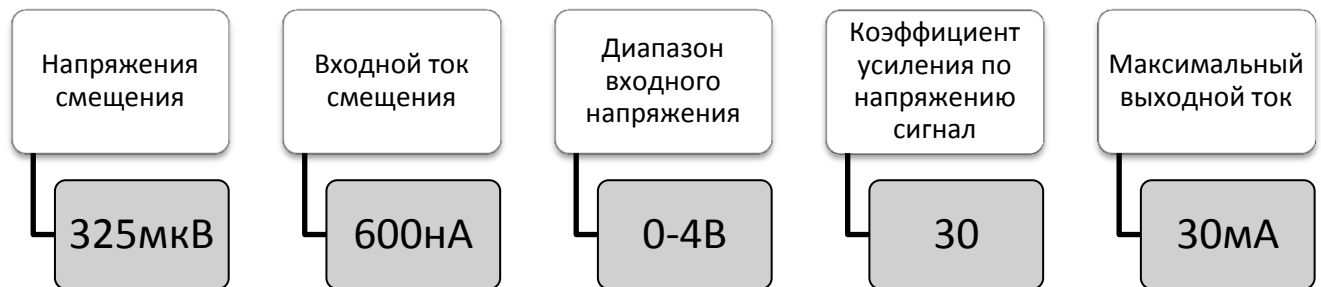 Напряжения
смещения
325мкВ
Входной ток
смещения
600нА
Диапазон
входного
напряжения
0-4В
Коэффициент
усиления по
напряжению
сигнал
30
Максимальный
выходной ток
30мА